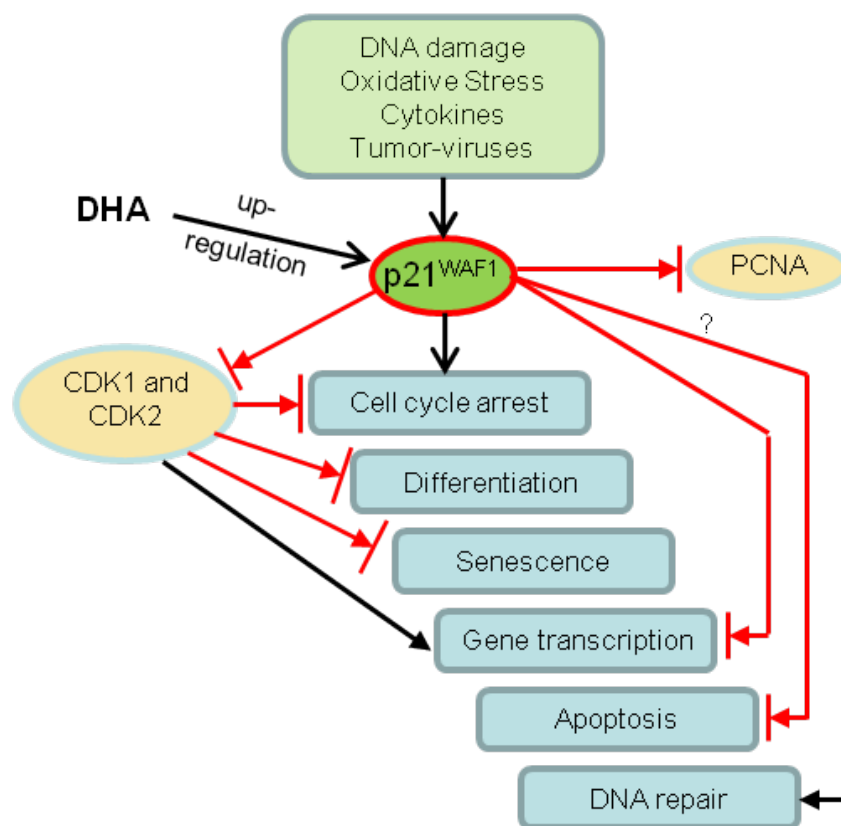 DNA damage
Oxidative Stress
Cytokines
Tumor-viruses
DHA
up-
regulation
p21WAF1
PCNA
?
CDK1 and
CDK2
Cell cycle arrest
Differentiation
Senescence
Gene transcription
Apoptosis
DNA repair